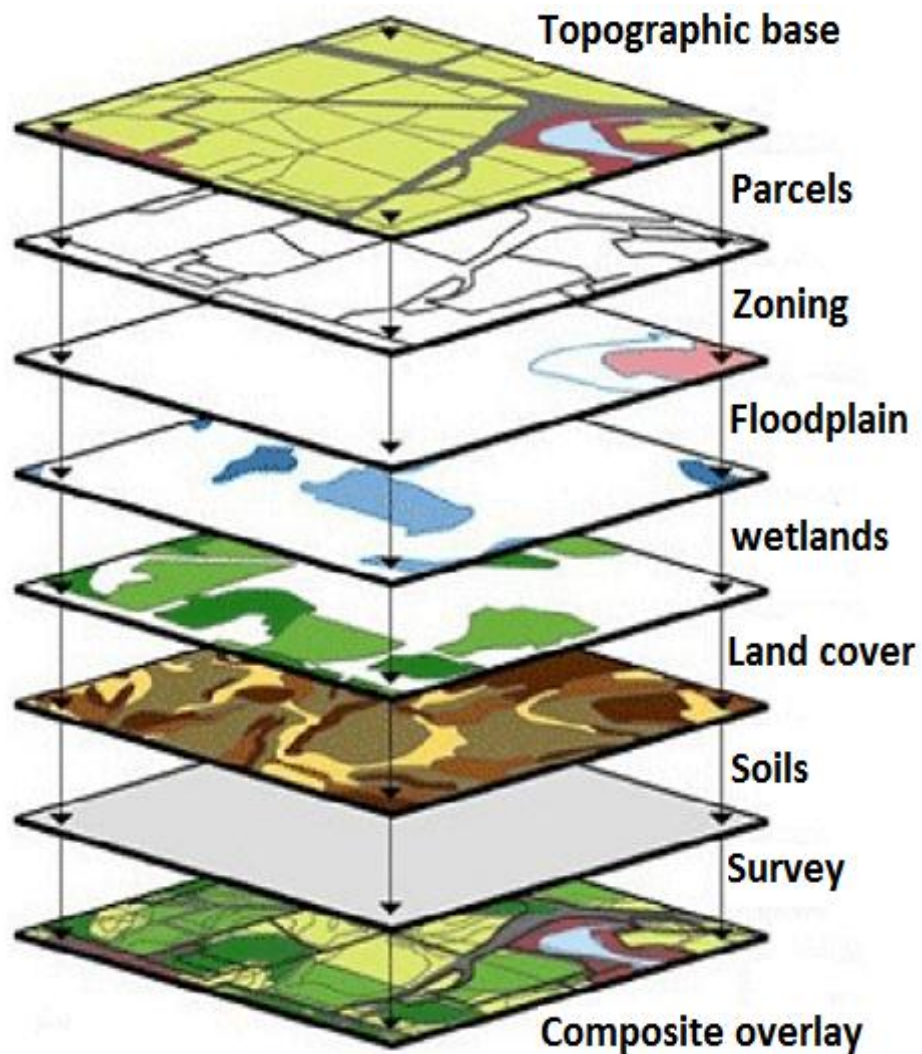 Topographic base
Parcels
Zoning
Floodplain
wetlands
Land cover
Soils
Survey
Composite overlay